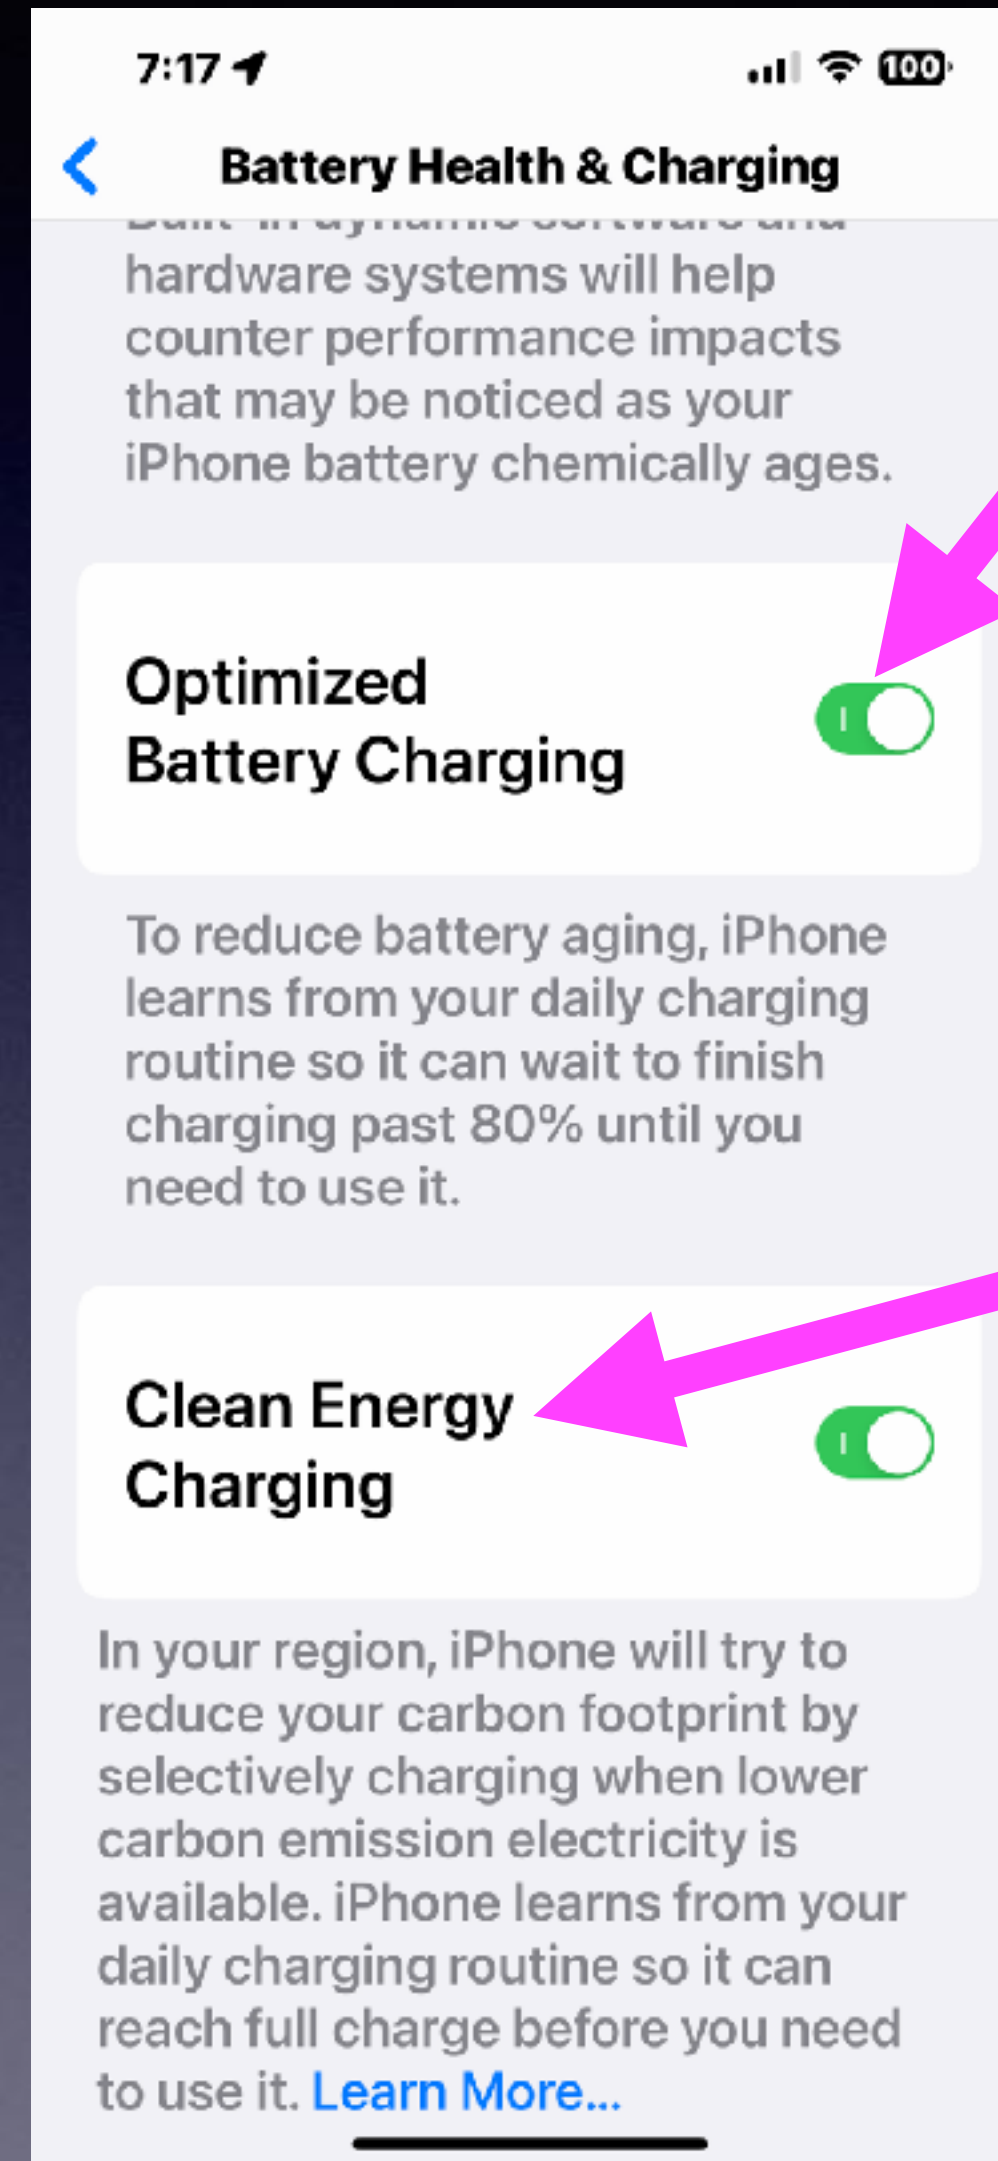 7:17
100
Battery Health & Charging
hardware systems will help
counter performance impacts
that may be noticed as your
iPhone battery chemically ages.
Optimized
Battery Charging
To reduce battery aging, iPhone
learns from your daily charging
routine so it can wait to finish
charging past 80% until you
need to use it.
Clean Energy
Charging
In your region, iPhone will try to
reduce your carbon footprint by
selectively charging when lower
carbon emission electricity is
available. iPhone learns from your
daily charging routine so it can
reach full charge before you need
to use it. Learn More...